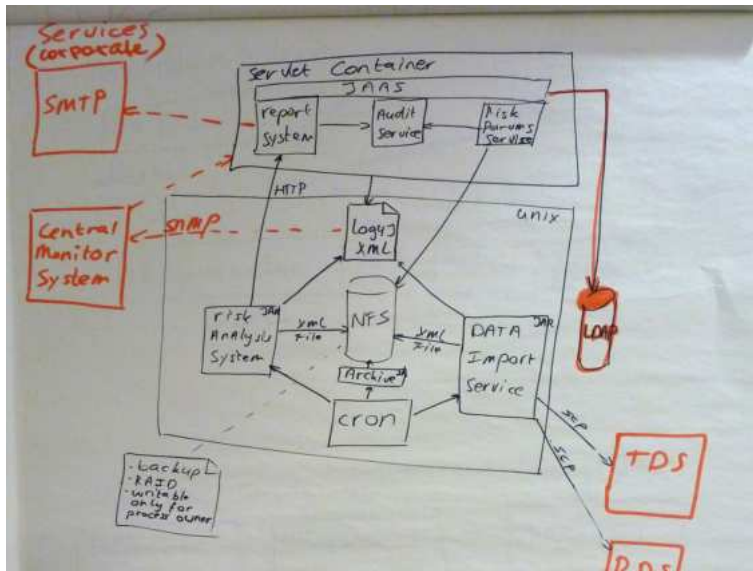 Services
(corporate)
SMTP
Servlet Container
JAAS
report
System
Audit
Service
Risk
Params
Service
HTTP
unix
Central
Monitor
System
SNMP
Log4J
XML
LDAP
risk JAR
Analysis
System
XML
File
NFS
XML
File
DATA JAR
Import
Service
Archive
cron
scp
scp
TDS
RDS
- backup
- RAID
- writable
only for
process owner